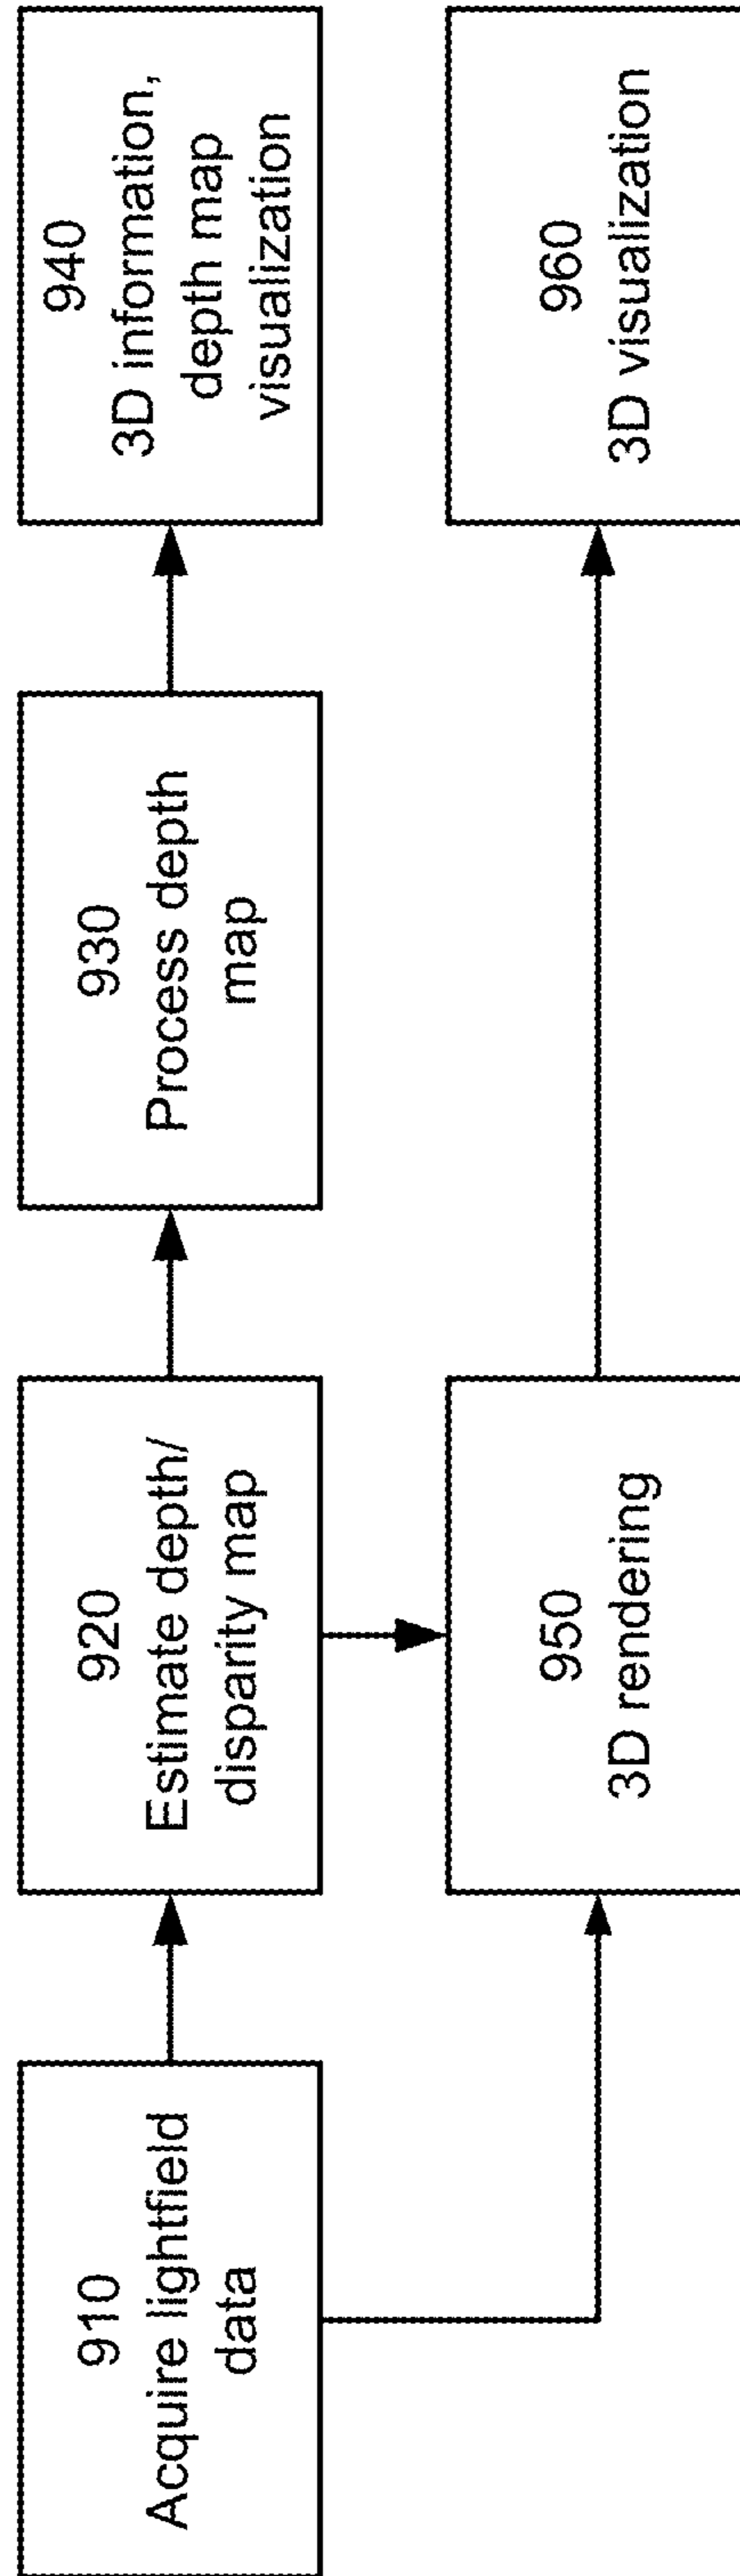 910
Acquire lightfield
data
920
Estimate depth/
disparity map
930
Process depth
map
940
3D information,
depth map
visualization
950
3D rendering
960
3D visualization